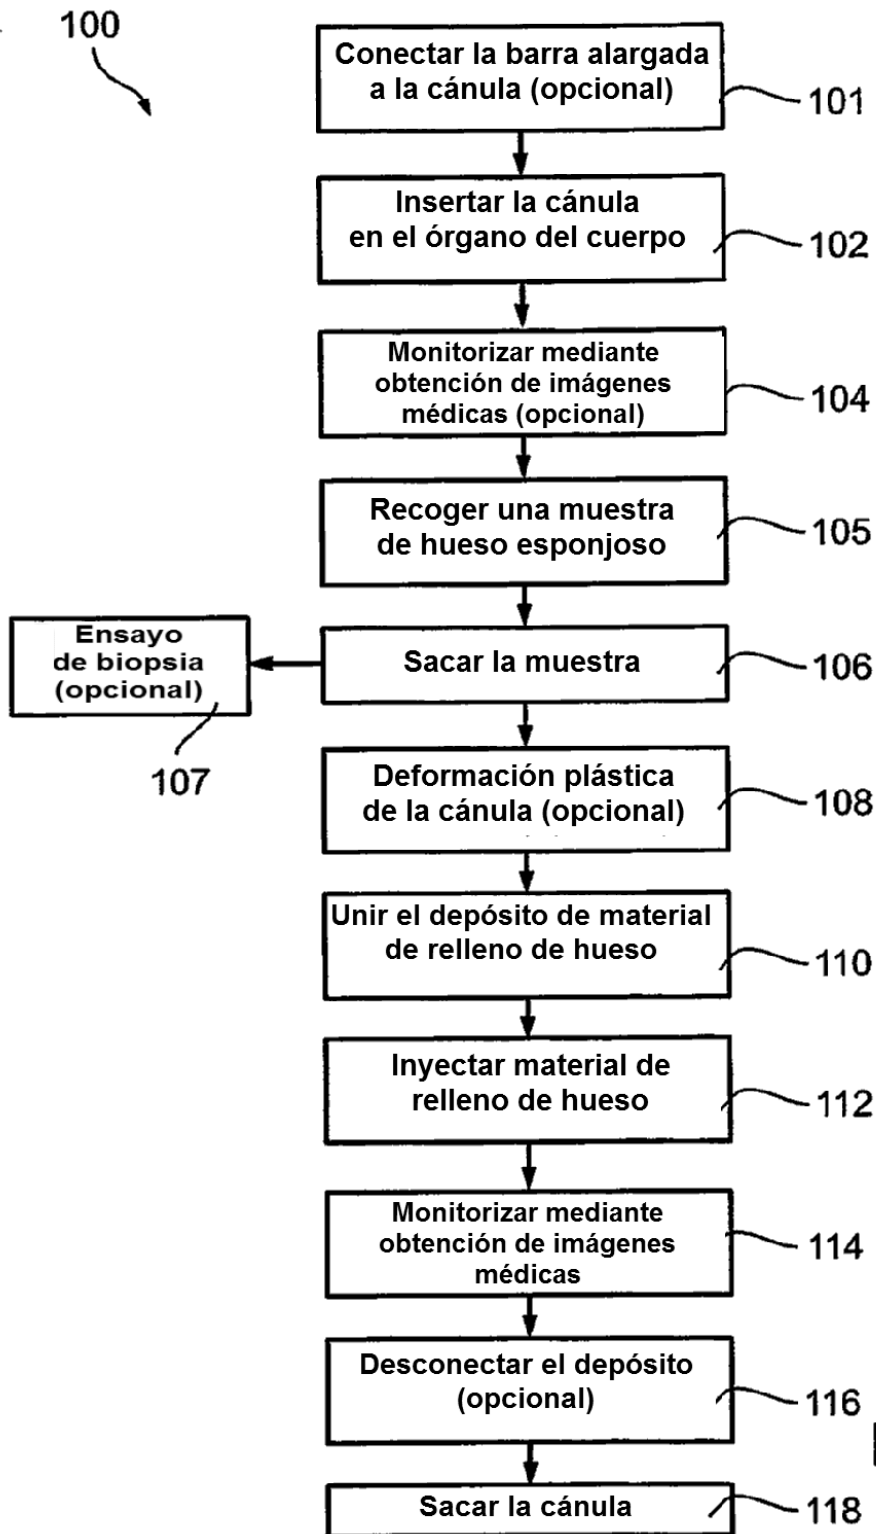 100
Conectar la barra alargada
a la cánula (opcional)
101
Insertar la cánula
en el órgano del cuerpo
102
Monitorizar mediante
obtención de imágenes
médicas (opcional)
104
Recoger una muestra
de hueso esponjoso
105
Ensayo
de biopsia
(opcional)
107
Sacar la muestra
106
Deformación plástica
de la cánula (opcional)
108
Unir el depósito de material
de relleno de hueso
110
Inyectar material de
relleno de hueso
112
Monitorizar mediante
obtención de imágenes
médicas
114
Desconectar el depósito
(opcional)
116
Sacar la cánula
118